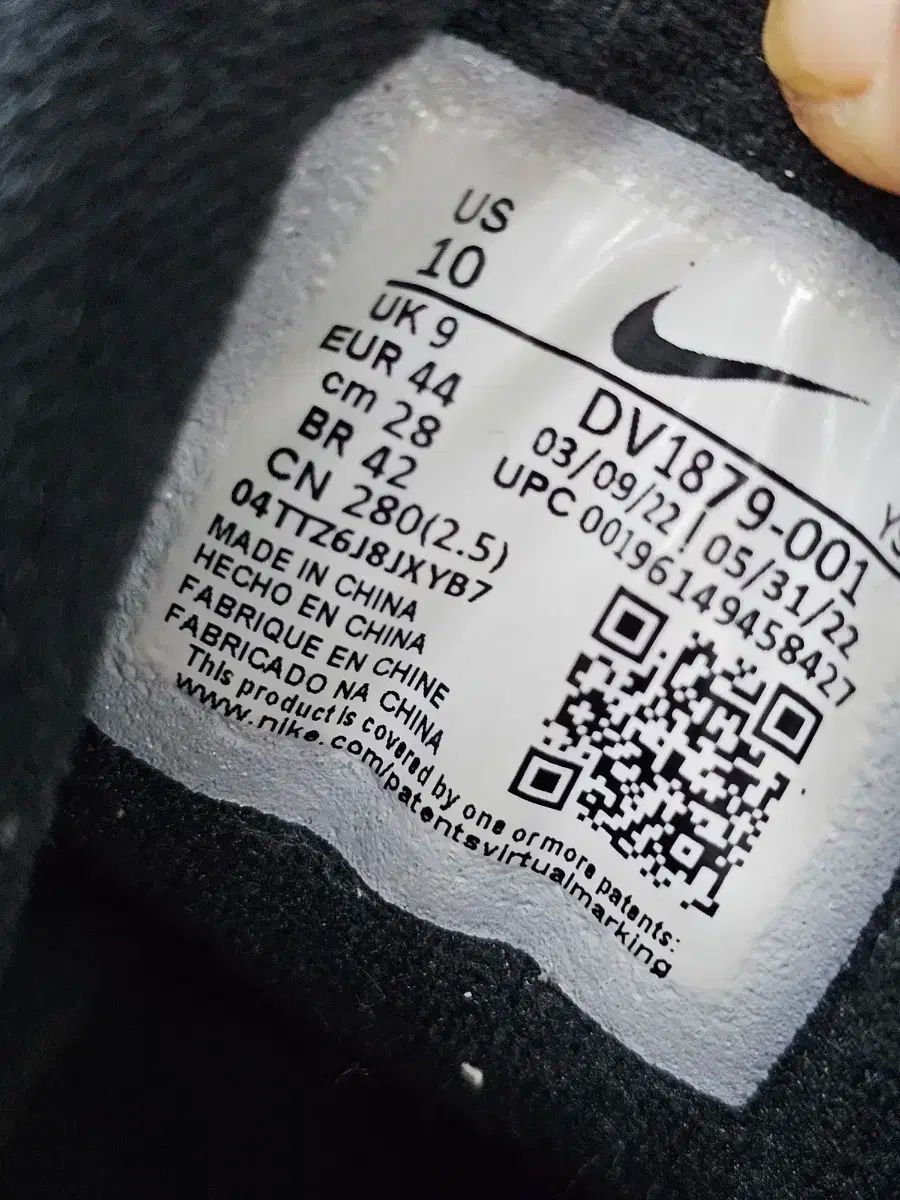 US
10
UK 9
EUR 44
cm 28
BR 42
CN 280(2.5)
04TTZ6J8JXYB7
MADE IN CHINA
HECHO EN CHINA
FABRIQUE EN CHINE
FABRICADO NA CHINA
This product is covered by one or more patents:
www.nike.com/patentsvirtualmarking
DV1879-001
03/09/22 | 05/31/22
UPC 00196149458427